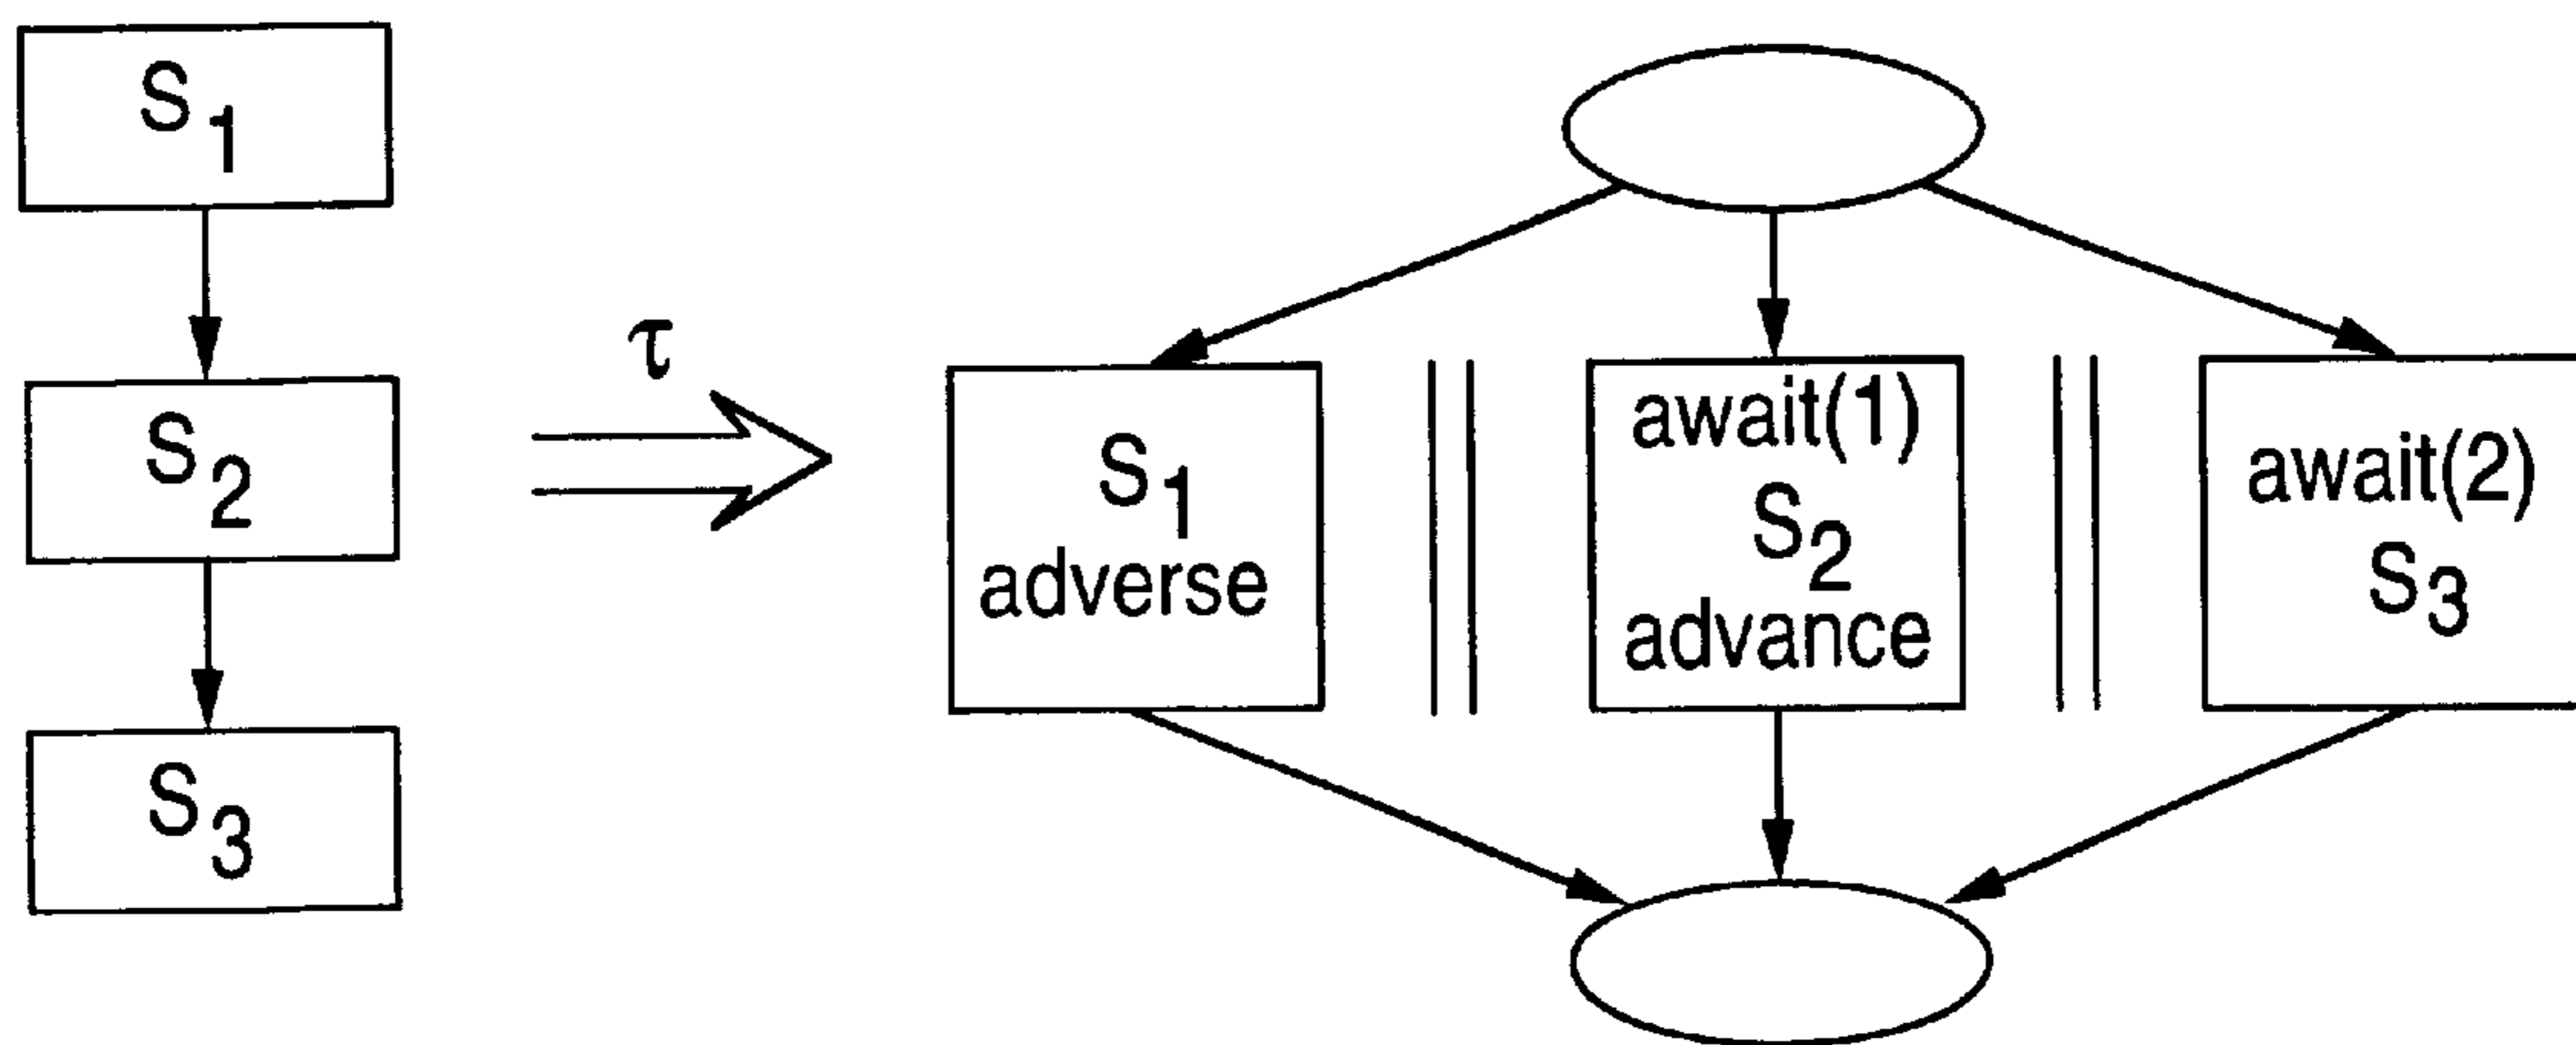 S1
S2
S3
τ
S1
adverse
await(1)
S2
advance
await(2)
S3